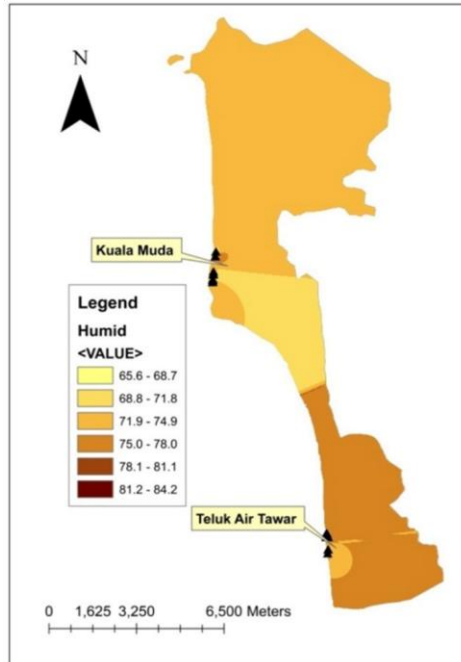 N
Kuala Muda
Legend
Humid
<VALUE>
65.6 - 68.7
68.8 - 71.8
71.9 - 74.9
75.0 - 78.0
78.1 - 81.1
81.2 - 84.2
Teluk Air Tawar
0 1,625 3,250 6,500 Meters